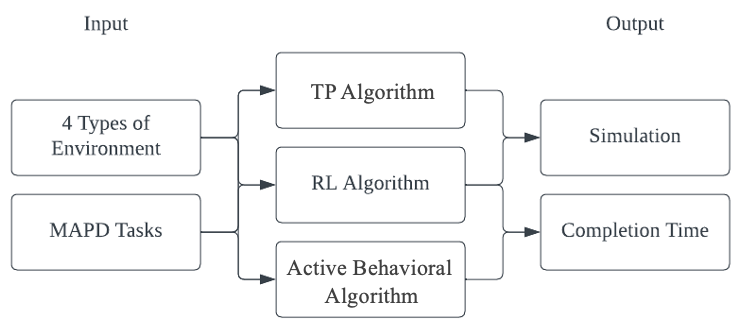 Input
Output
4 Types of
Environment
MAPD Tasks
TP Algorithm
RL Algorithm
Active Behavioral
Algorithm
Simulation
Completion Time